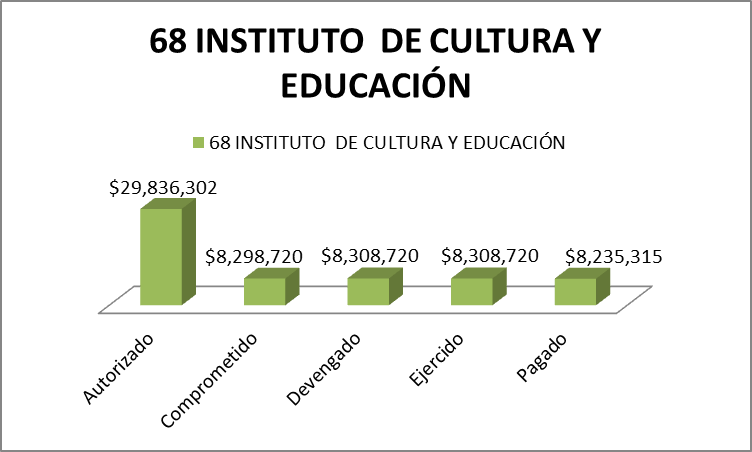 68 INSTITUTO  DE CULTURA Y
EDUCACIÓN
68 INSTITUTO  DE CULTURA Y EDUCACIÓN
$29,836,302
$8,298,720
$8,308,720
$8,308,720
$8,235,315
Autorizado
Comprometido
Devengado
Ejercido
Pagado